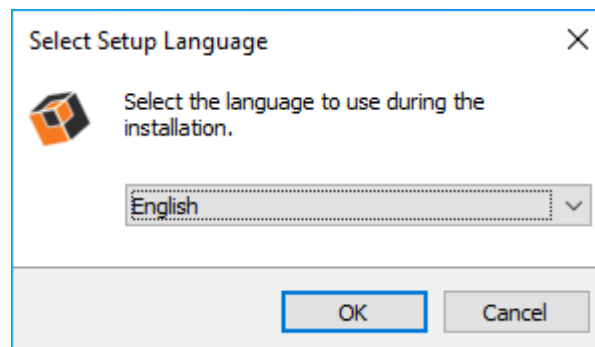 Select Setup Language
Select the language to use during the
installation.
English
OK
Cancel